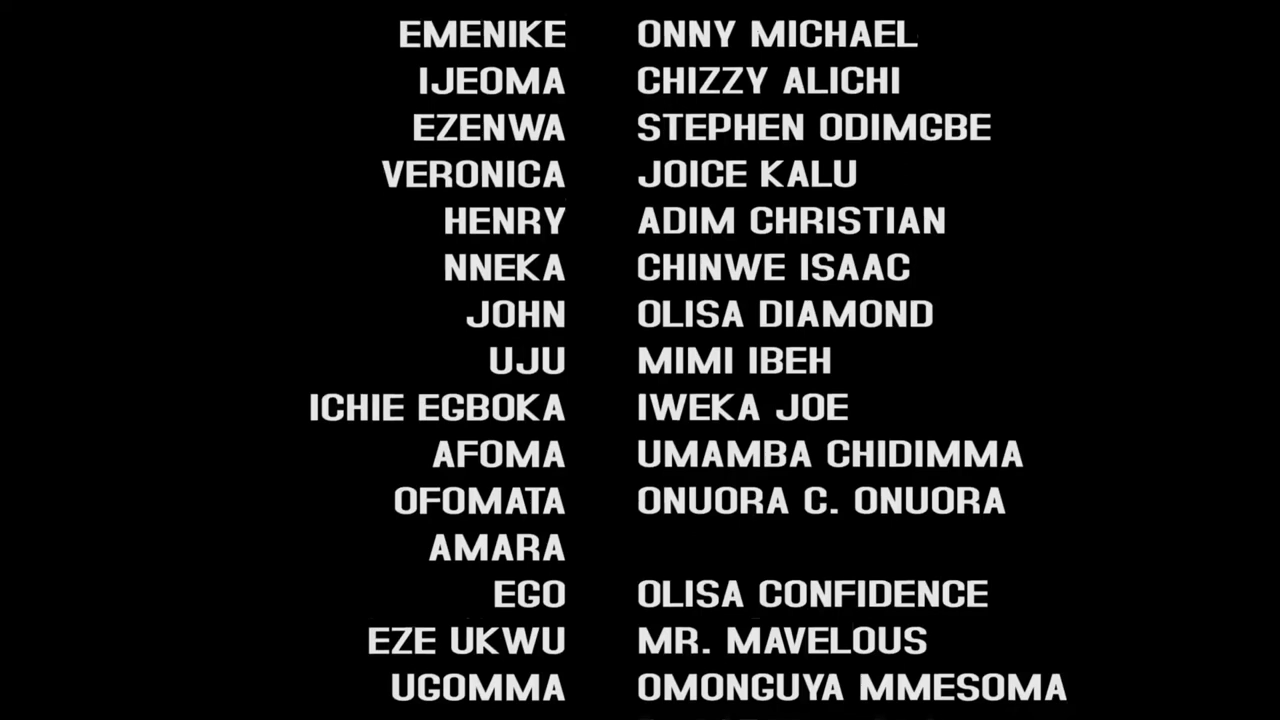 EMENIKE ONNY MICHAEL
IJEOMA CHIZZY ALICHI
EZENWA STEPHEN ODIMGBE
VERONICA JOICE KALU
HENRY ADIM CHRISTIAN
NNEKA CHINWE ISAAC
JOHN OLISA DIAMOND
UJU MIMI IBEH
ICHIE EGBOKA IWEKA JOE
AFOMA UMAMBA CHIDIMMA
OFOMATA ONUORA C. ONUORA
AMARA
EGO OLISA CONFIDENCE
EZE UKWU MR. MAVELOUS
UGOMMA OMONGUYA MMESOMA